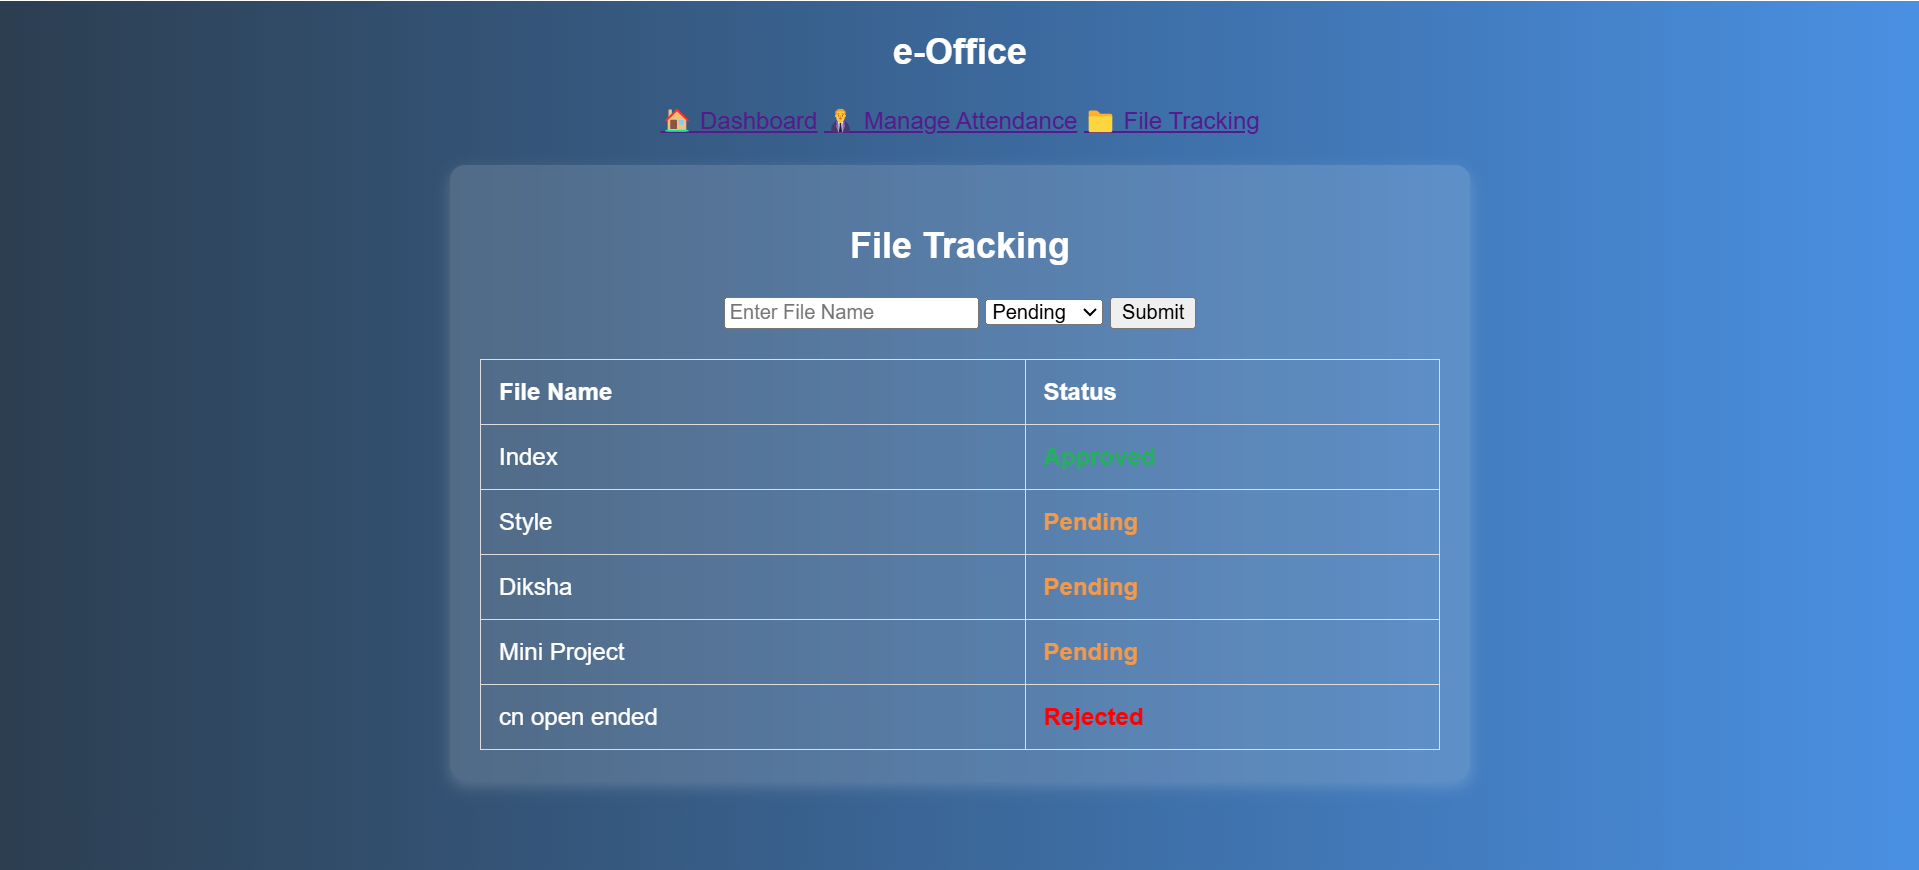 e-Office
Dashboard Manage Attendance File Tracking
File Tracking
Enter File Name Pending Submit
File Name Status
Index Approved
Style Pending
Diksha Pending
Mini Project Pending
cn open ended Rejected